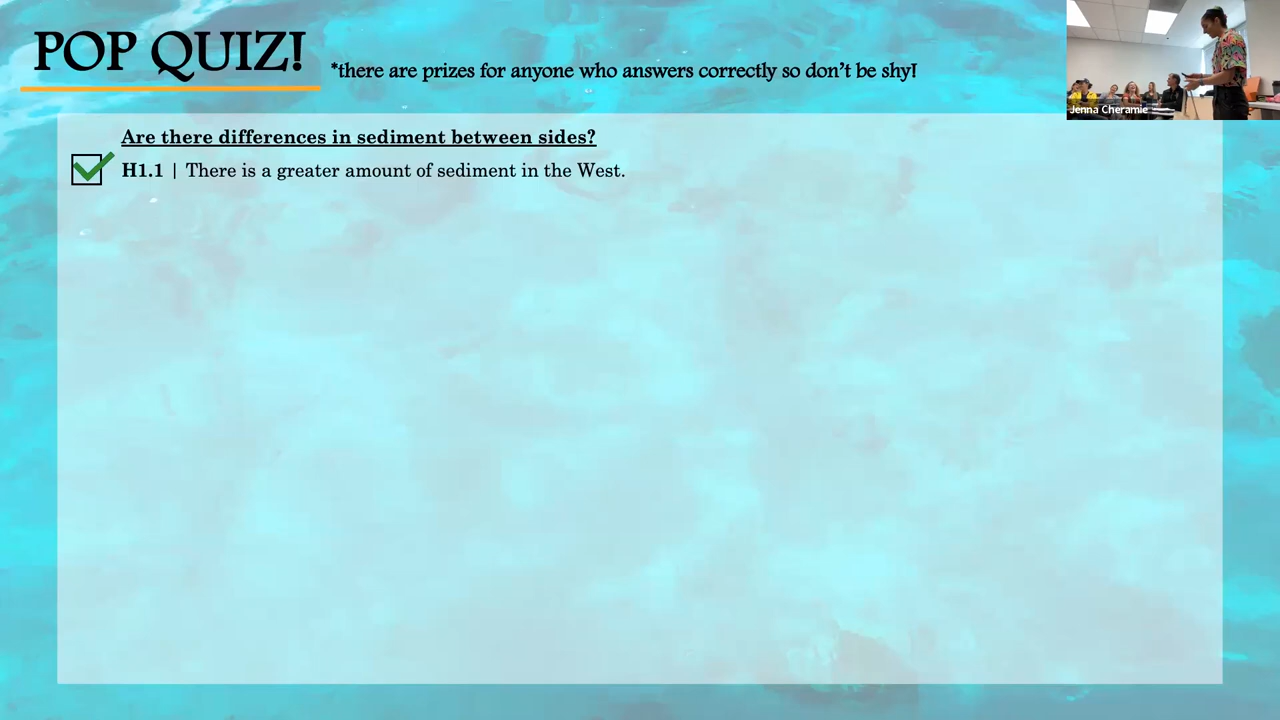 POP QUIZ!
*there are prizes for anyone who answers correctly so don't be shy!
Jenna Cheramie
Are there differences in sediment between sides?
H1.1 | There is a greater amount of sediment in the West.